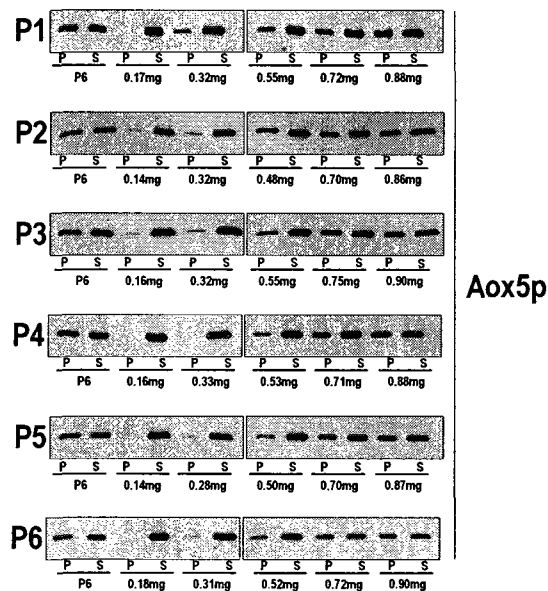 P1
P S P S P S P S P S P S
P6 0.17mg 0.32mg 0.55mg 0.72mg 0.88mg
P2
P S P S P S P S P S P S
P6 0.14mg 0.32mg 0.48mg 0.70mg 0.86mg
P3
P S P S P S P S P S P S
P6 0.16mg 0.32mg 0.55mg 0.75mg 0.90mg
Aox5p
P4
P S P S P S P S P S P S
P6 0.16mg 0.33mg 0.53mg 0.71mg 0.88mg
P5
P S P S P S P S P S P S
P6 0.14mg 0.28mg 0.50mg 0.70mg 0.87mg
P6
P S P S P S P S P S P S
P6 0.18mg 0.31mg 0.52mg 0.72mg 0.90mg